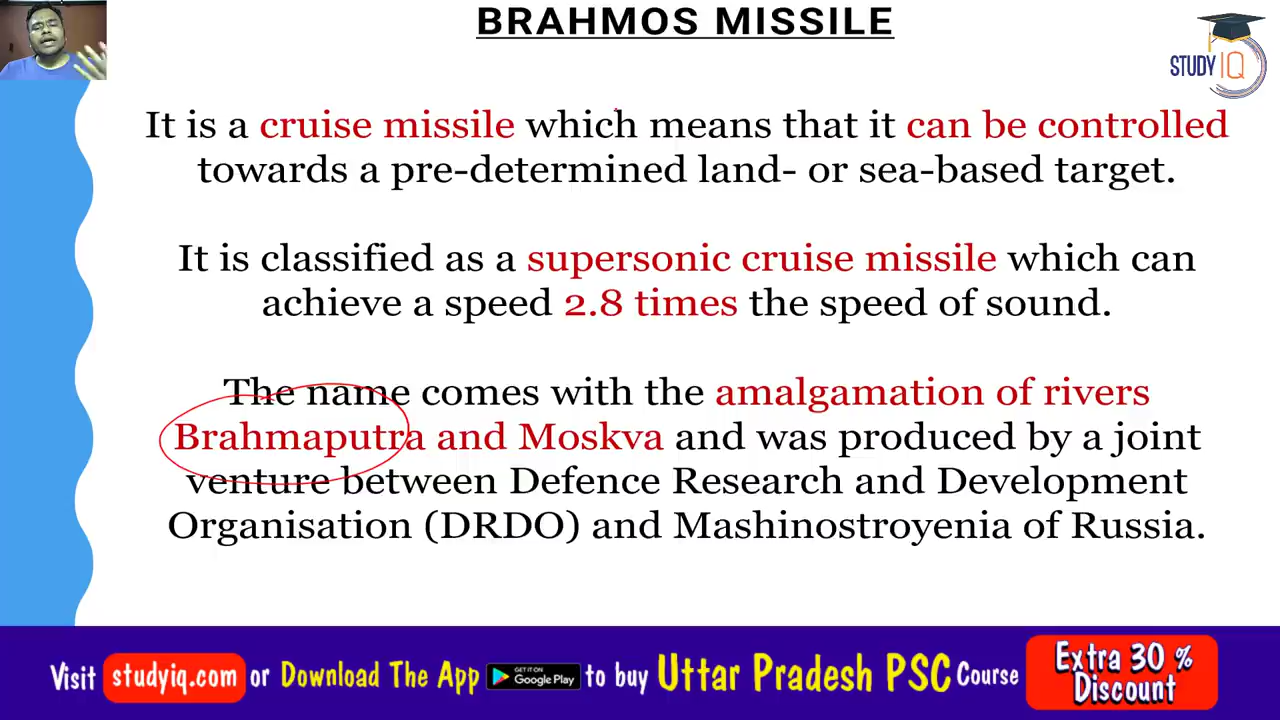 BRAHMOS MISSILE
STUDY IQ
It is a cruise missile which means that it can be controlled
towards a pre-determined land- or sea-based target.
It is classified as a supersonic cruise missile which can
achieve a speed 2.8 times the speed of sound.
The name comes with the amalgamation of rivers
Brahmaputra and Moskva and was produced by a joint
venture between Defence Research and Development
Organisation (DRDO) and Mashinostroyenia of Russia.
Visit studyiq.com or Download The App GET IT ON Google Play to buy Uttar Pradesh PSC Course
Extra 30 %
Discount